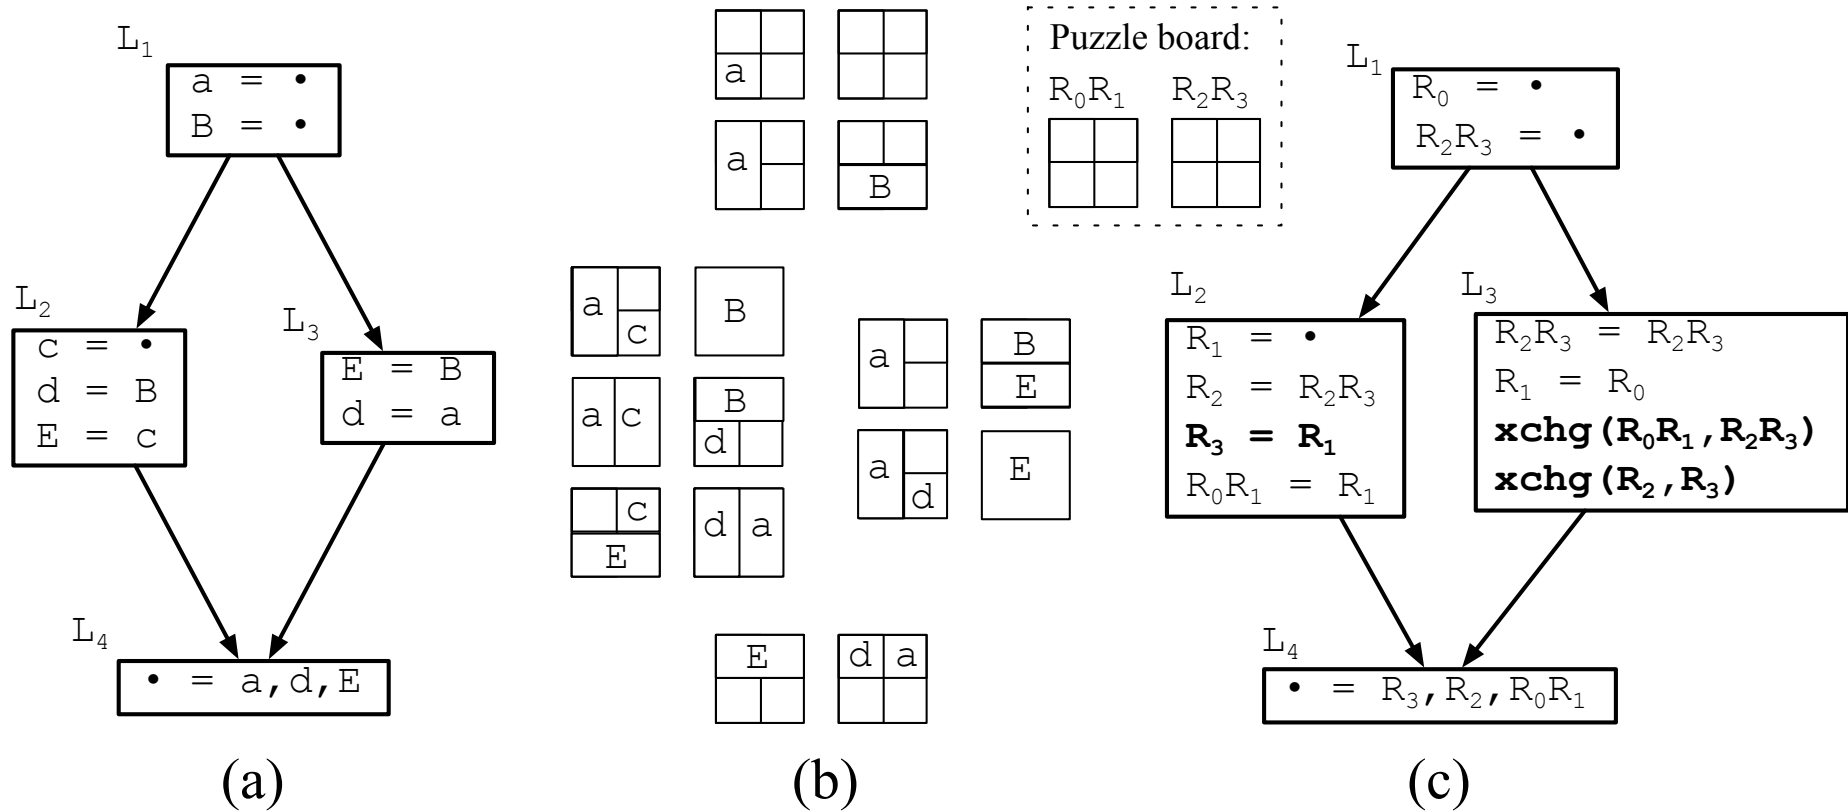 L₁
a = •
B = •
L₂
c = •
d = B
E = c
L₃
E = B
d = a
L₄
• = a,d,E
(a)
a
a
B
a
c
B
a
c
B
d
c
E
d
a
a
B
E
a
d
E
E
d
a
(b)
Puzzle board:
R₀R₁ R₂R₃
L₁
R₀ = •
R₂R₃ = •
L₂
R₁ = •
R₂ = R₂R₃
R₃ = R₁
R₀R₁ = R₁
L₃
R₂R₃ = R₂R₃
R₁ = R₀
xchg(R₀R₁,R₂R₃)
xchg(R₂,R₃)
L₄
• = R₃,R₂,R₀R₁
(c)